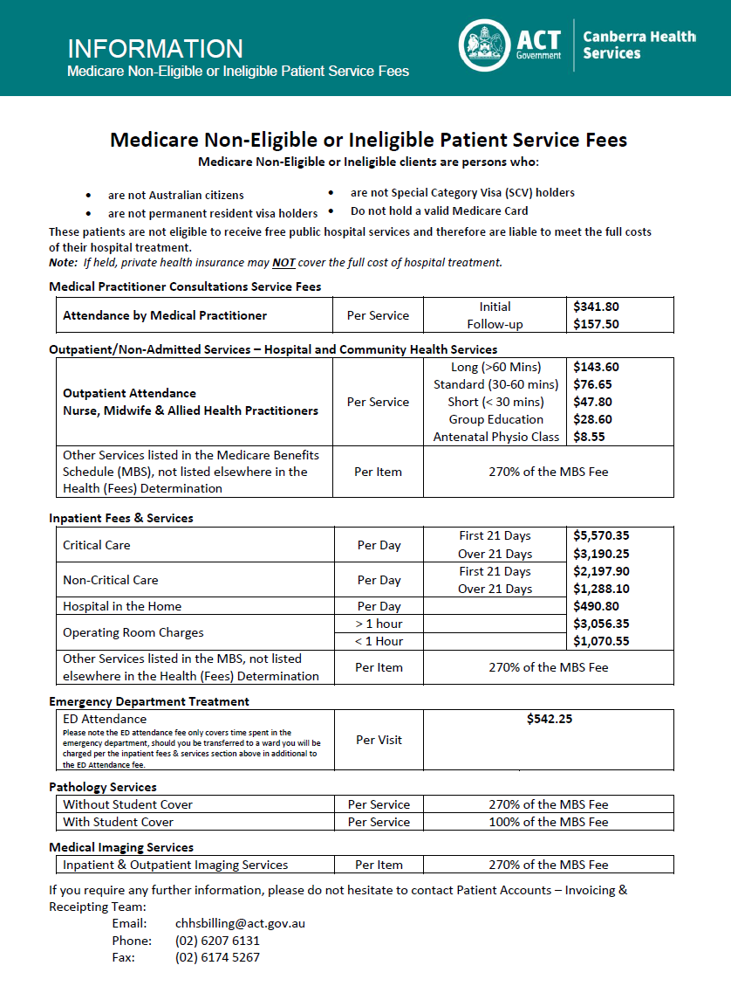 INFORMATION
Medicare Non-Eligible or Ineligible Patient Service Fees
ACT
Government
Canberra Health
Services
Medicare Non-Eligible or Ineligible Patient Service Fees
Medicare Non-Eligible or Ineligible clients are persons who:
• are not Australian citizens
• are not permanent resident visa holders
• are not Special Category Visa (SCV) holders
• Do not hold a valid Medicare Card
These patients are not eligible to receive free public hospital services and therefore are liable to meet the full costs
of their hospital treatment.
Note: If held, private health insurance may NOT cover the full cost of hospital treatment.
Medical Practitioner Consultations Service Fees
Attendance by Medical Practitioner Per Service
Initial $341.80
Follow-up $157.50
Outpatient/Non-Admitted Services – Hospital and Community Health Services
Outpatient Attendance
Nurse, Midwife & Allied Health Practitioners
Per Service
Long (>60 Mins) $143.60
Standard (30-60 mins) $76.65
Short (< 30 mins) $47.80
Group Education $28.60
Antenatal Physio Class $8.55
Other Services listed in the Medicare Benefits
Schedule (MBS), not listed elsewhere in the
Health (Fees) Determination
Per Item 270% of the MBS Fee
Inpatient Fees & Services
Critical Care Per Day
First 21 Days $5,570.35
Over 21 Days $3,190.25
Non-Critical Care Per Day
First 21 Days $2,197.90
Over 21 Days $1,288.10
Hospital in the Home Per Day $490.80
Operating Room Charges
> 1 hour $3,056.35
< 1 Hour $1,070.55
Other Services listed in the MBS, not listed
elsewhere in the Health (Fees) Determination
Per Item 270% of the MBS Fee
Emergency Department Treatment
ED Attendance
Please note the ED attendance fee only covers time spent in the
emergency department, should you be transferred to a ward you will be
charged per the inpatient fees & services section above in additional to
the ED Attendance fee.
Per Visit
$542.25
Pathology Services
Without Student Cover Per Service 270% of the MBS Fee
With Student Cover Per Service 100% of the MBS Fee
Medical Imaging Services
Inpatient & Outpatient Imaging Services Per Item 270% of the MBS Fee
If you require any further information, please do not hesitate to contact Patient Accounts – Invoicing &
Receipting Team:
Email: chhsbilling@act.gov.au
Phone: (02) 6207 6131
Fax: (02) 6174 5267